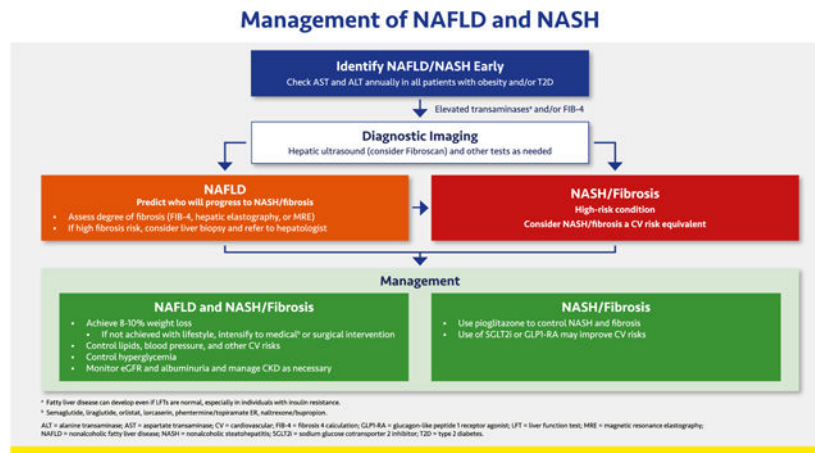 Management of NAFLD and NASH
Identify NAFLD/NASH Early
Check AST and ALT annually in all patients with obesity and/or T2D
Elevated transaminasesᵃ and/or FIB-4
Diagnostic Imaging
Hepatic ultrasound (consider Fibroscan) and other tests as needed
NAFLD
Predict who will progress to NASH/fibrosis
• Assess degree of fibrosis (FIB-4, hepatic elastography, or MRE)
• If high fibrosis risk, consider liver biopsy and refer to hepatologist
NASH/Fibrosis
High-risk condition
Consider NASH/fibrosis a CV risk equivalent
Management
NAFLD and NASH/Fibrosis
• Achieve 8-10% weight loss
• If not achieved with lifestyle, intensify to medicalᵇ or surgical intervention
• Control lipids, blood pressure, and other CV risks
• Control hyperglycemia
• Monitor eGFR and albuminuria and manage CKD as necessary
NASH/Fibrosis
• Use pioglitazone to control NASH and fibrosis
• Use of SGLT2i or GLP1-RA may improve CV risks
ᵃ Fatty liver disease can develop even if LFTs are normal, especially in individuals with insulin resistance.
ᵇ Semaglutide, liraglutide, orlistat, lorcaserin, phentermine/topiramate ER, naltrexone/bupropion.
ALT = alanine transaminase; AST = aspartate transaminase; CV = cardiovascular; FIB-4 = fibrosis 4 calculation; GLP1-RA = glucagon-like peptide 1 receptor agonist; LFT = liver function test; MRE = magnetic resonance elastography;
NAFLD = nonalcoholic fatty liver disease; NASH = nonalcoholic steatohepatitis; SGLT2i = sodium glucose cotransporter 2 inhibitor; T2D = type 2 diabetes.